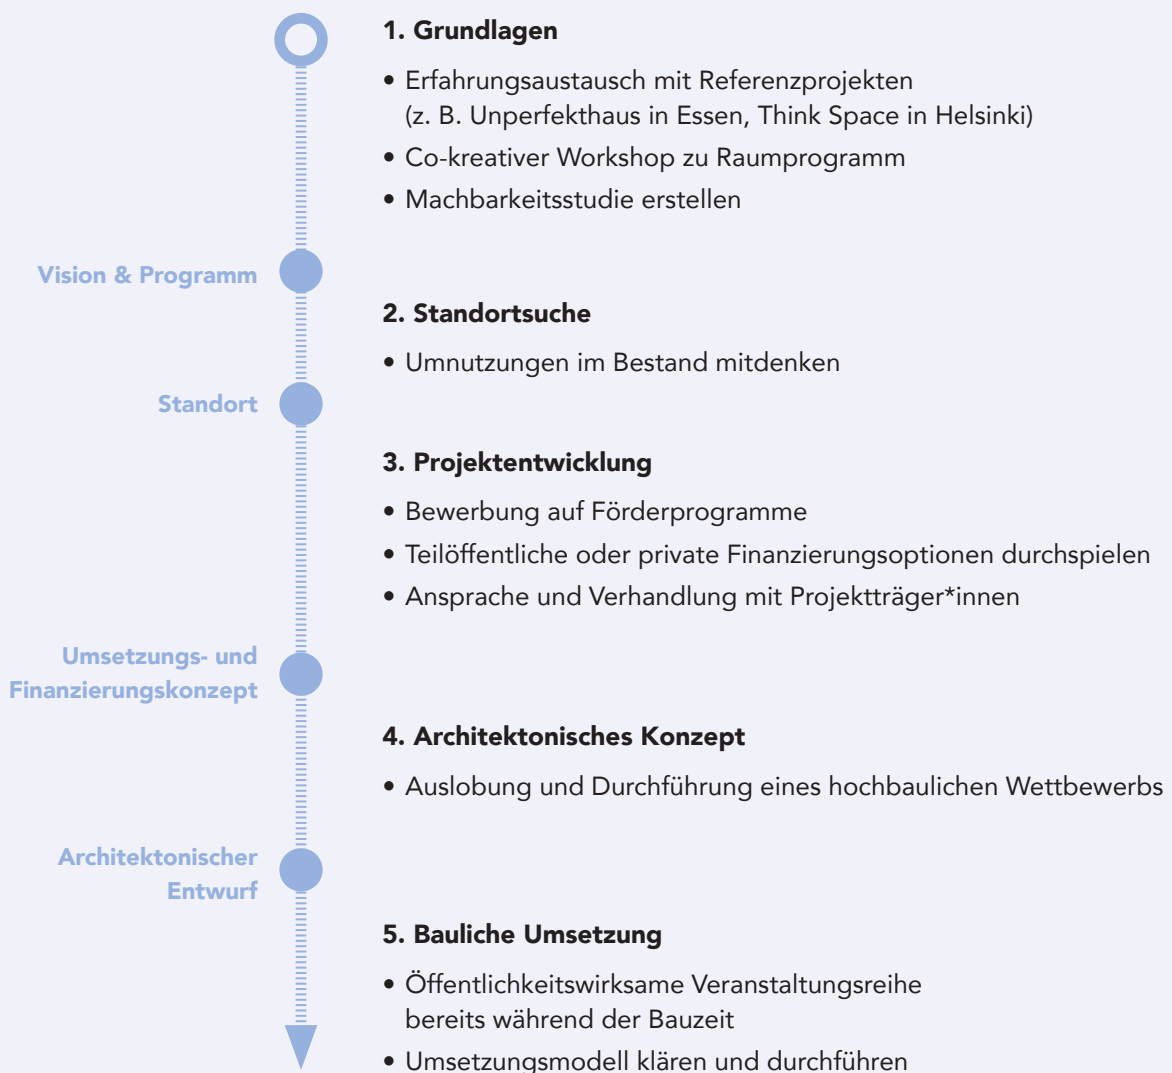 1. Grundlagen
• Erfahrungsaustausch mit Referenzprojekten
(z. B. Unperfekthaus in Essen, Think Space in Helsinki)
• Co-kreativer Workshop zu Raumprogramm
• Machbarkeitsstudie erstellen
Vision & Programm
2. Standortsuche
• Umnutzungen im Bestand mitdenken
Standort
3. Projektentwicklung
• Bewerbung auf Förderprogramme
• Teilöffentliche oder private Finanzierungsoptionen durchspielen
• Ansprache und Verhandlung mit Projektträger*innen
Umsetzungs- und
Finanzierungskonzept
4. Architektonisches Konzept
• Auslobung und Durchführung eines hochbaulichen Wettbewerbs
Architektonischer
Entwurf
5. Bauliche Umsetzung
• Öffentlichkeitswirksame Veranstaltungsreihe
bereits während der Bauzeit
• Umsetzungsmodell klären und durchführen